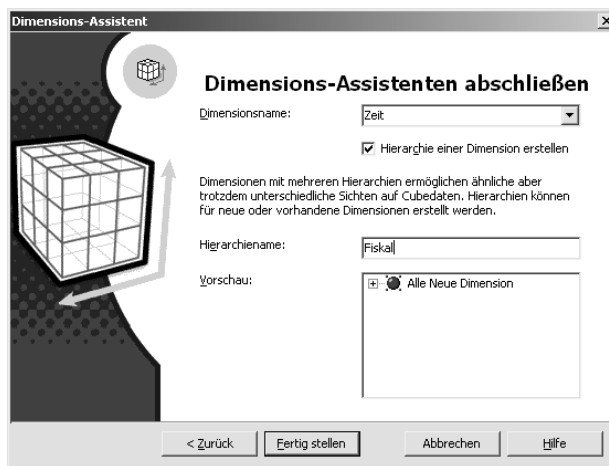 Dimensions-Assistent
Dimensions-Assistenten abschließen
Dimensionsname:
Zeit
Hierarchie einer Dimension erstellen
Dimensionen mit mehreren Hierarchien ermöglichen ähnliche aber
trotzdem unterschiedliche Sichten auf Cubedaten. Hierarchien können
für neue oder vorhandene Dimensionen erstellt werden.
Hierarchiename:
Fiskal
Vorschau:
Alle Neue Dimension
< Zurück
Fertig stellen
Abbrechen
Hilfe